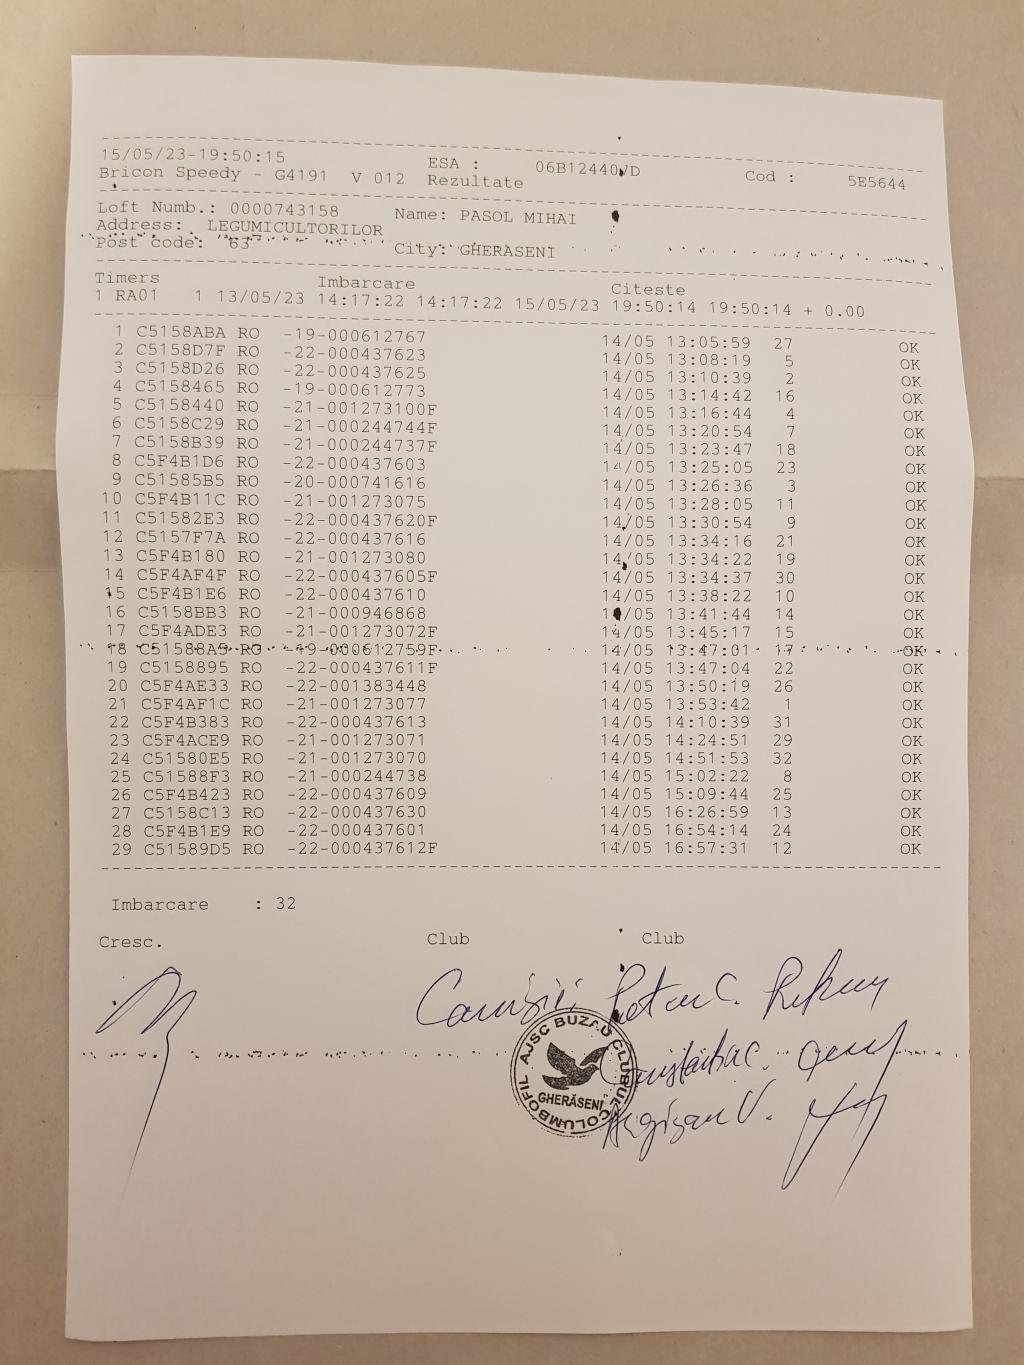 15/05/23-19:50:15 ESA : 06B12440JD Cod : 5E5644
Bricon Speedy - G4191 V 012 Rezultate
Loft Numb.: 0000743158 Name: PASOL MIHAI
Address: LEGUMICULTORILOR
Post code: 63 City: GHERASENI
Timers Imbarcare Citeste
1 RA01 1 13/05/23 14:17:22 14:17:22 15/05/23 19:50:14 19:50:14 + 0.00
1 C5158ABA RO -19-000612767 14/05 13:05:59 27 OK
2 C5158D7F RO -22-000437623 14/05 13:08:19 5 OK
3 C5158D26 RO -22-000437625 14/05 13:10:39 2 OK
4 C5158465 RO -19-000612773 14/05 13:14:42 16 OK
5 C5158440 RO -21-001273100F 14/05 13:16:44 4 OK
6 C5158C29 RO -21-000244744F 14/05 13:20:54 7 OK
7 C5158B39 RO -21-000244737F 14/05 13:23:47 18 OK
8 C5F4B1D6 RO -22-000437603 14/05 13:25:05 23 OK
9 C51585B5 RO -20-000741616 14/05 13:26:36 3 OK
10 C5F4B11C RO -21-001273075 14/05 13:28:05 11 OK
11 C51582E3 RO -22-000437620F 14/05 13:30:54 9 OK
12 C5157F7A RO -22-000437616 14/05 13:34:16 21 OK
13 C5F4B180 RO -21-001273080 14/05 13:34:22 19 OK
14 C5F4AF4F RO -22-000437605F 14/05 13:34:37 30 OK
15 C5F4B1E6 RO -22-000437610 14/05 13:38:22 10 OK
16 C5158BB3 RO -21-000946868 14/05 13:41:44 14 OK
17 C5F4ADE3 RO -21-001273072F 14/05 13:45:17 15 OK
18 C51588A9 RO -19-000612759F 14/05 13:47:01 17 OK
19 C5158895 RO -22-000437611F 14/05 13:47:04 22 OK
20 C5F4AE33 RO -22-001383448 14/05 13:50:19 26 OK
21 C5F4AF1C RO -21-001273077 14/05 13:53:42 1 OK
22 C5F4B383 RO -22-000437613 14/05 14:10:39 31 OK
23 C5F4ACE9 RO -21-001273071 14/05 14:24:51 29 OK
24 C51580E5 RO -21-001273070 14/05 14:51:53 32 OK
25 C51588F3 RO -21-000244738 14/05 15:02:22 8 OK
26 C5F4B423 RO -22-000437609 14/05 15:09:44 25 OK
27 C5158C13 RO -22-000437630 14/05 16:26:59 13 OK
28 C5F4B1E9 RO -22-000437601 14/05 16:54:14 24 OK
29 C51589D5 RO -22-000437612F 14/05 16:57:31 12 OK
Imbarcare : 32
Cresc. Club Club
AJSC BUZAU CLUBUL COLUMBOFIL
GHERĂSENI